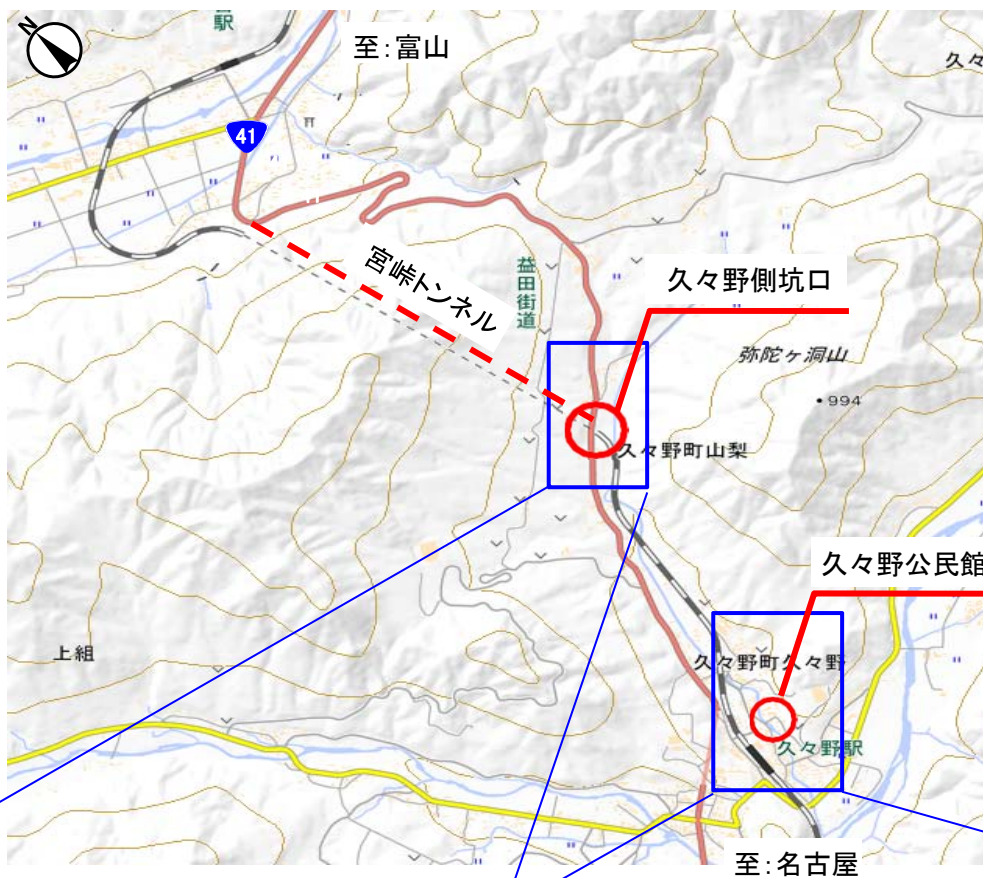 N
宮駅
至:富山
久々
41
宮峠トンネル
益田街道
久々野側坑口
弥陀ヶ洞山
994
久々野町山梨
久々野公民館
上組
久々野町久々野
久々野駅
至:名古屋